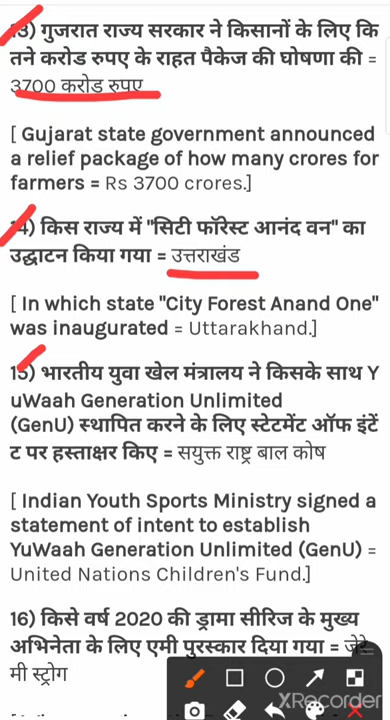 13) गुजरात राज्य सरकार ने किसानों के लिए कि
तने करोड रुपए के राहत पैकेज की घोषणा की =
3700 करोड रुपए
[ Gujarat state government announced
a relief package of how many crores for
farmers = Rs 3700 crores.]
14) किस राज्य में "सिटी फॉरेस्ट आनंद वन" का
उद्घाटन किया गया = उत्तराखंड
[ In which state "City Forest Anand One"
was inaugurated = Uttarakhand.]
15) भारतीय युवा खेल मंत्रालय ने किसके साथ Y
uWaah Generation Unlimited
(GenU) स्थापित करने के लिए स्टेटमेंट ऑफ इंटें
ट पर हस्ताक्षर किए = सयुक्त राष्ट्र बाल कोष
[ Indian Youth Sports Ministry signed a
statement of intent to establish
YuWaah Generation Unlimited (GenU) =
United Nations Children's Fund.]
16) किसे वर्ष 2020 की ड्रामा सीरिज के मुख्य
अभिनेता के लिए एमी पुरस्कार दिया गया = जेरे
मी स्ट्रोग
XRecorder